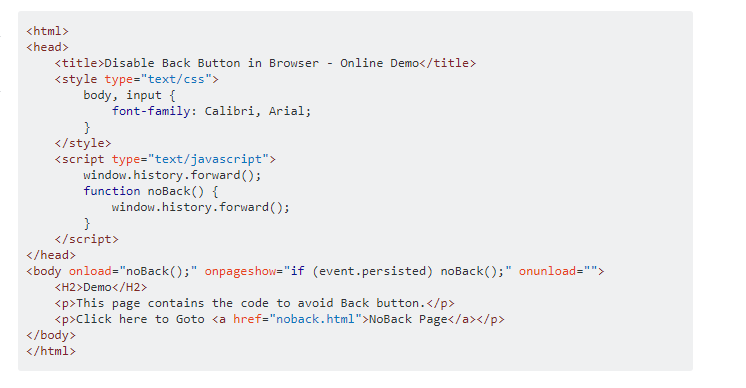 <html>
<head>
    <title>Disable Back Button in Browser - Online Demo</title>
    <style type="text/css">
        body, input {
            font-family: Calibri, Arial;
        }
    </style>
    <script type="text/javascript">
        window.history.forward();
        function noBack() {
            window.history.forward();
        }
    </script>
</head>
<body onload="noBack();" onpageshow="if (event.persisted) noBack();" onunload="">
    <H2>Demo</H2>
    <p>This page contains the code to avoid Back button.</p>
    <p>Click here to Goto <a href="noback.html">NoBack Page</a></p>
</body>
</html>